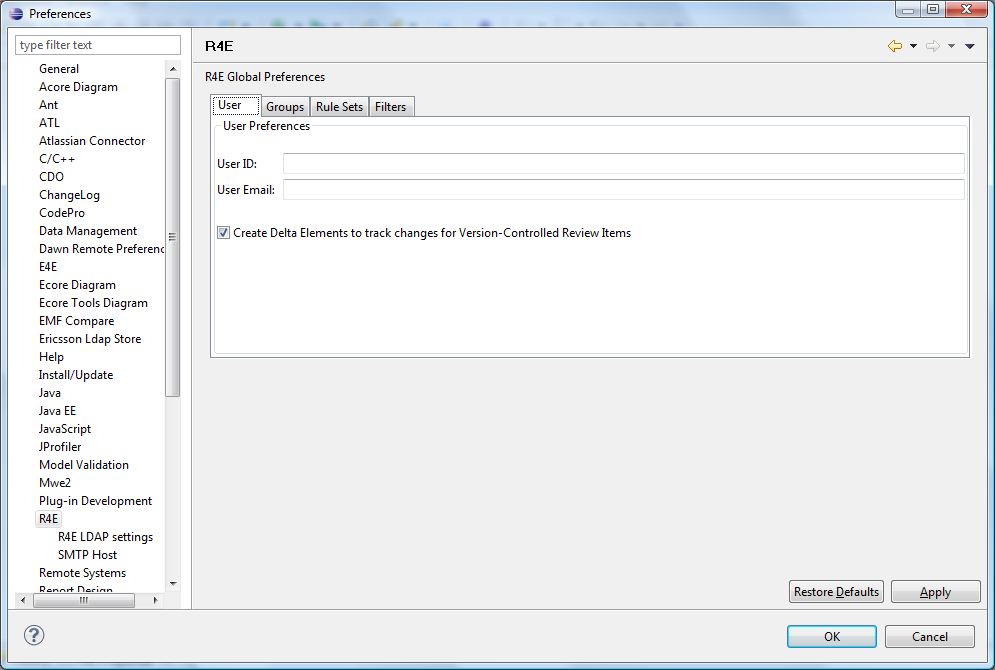 Preferences
type filter text
General
Acore Diagram
Ant
ATL
Atlassian Connector
C/C++
CDO
ChangeLog
CodePro
Data Management
Dawn Remote Preferenc
E4E
Ecore Diagram
Ecore Tools Diagram
EMF Compare
Ericsson Ldap Store
Help
Install/Update
Java
Java EE
JavaScript
JProfiler
Model Validation
Mwe2
Plug-in Development
R4E
R4E LDAP settings
SMTP Host
Remote Systems
Report Design
R4E
R4E Global Preferences
User Groups Rule Sets Filters
User Preferences
User ID:
User Email:
Create Delta Elements to track changes for Version-Controlled Review Items
Restore Defaults Apply
OK Cancel